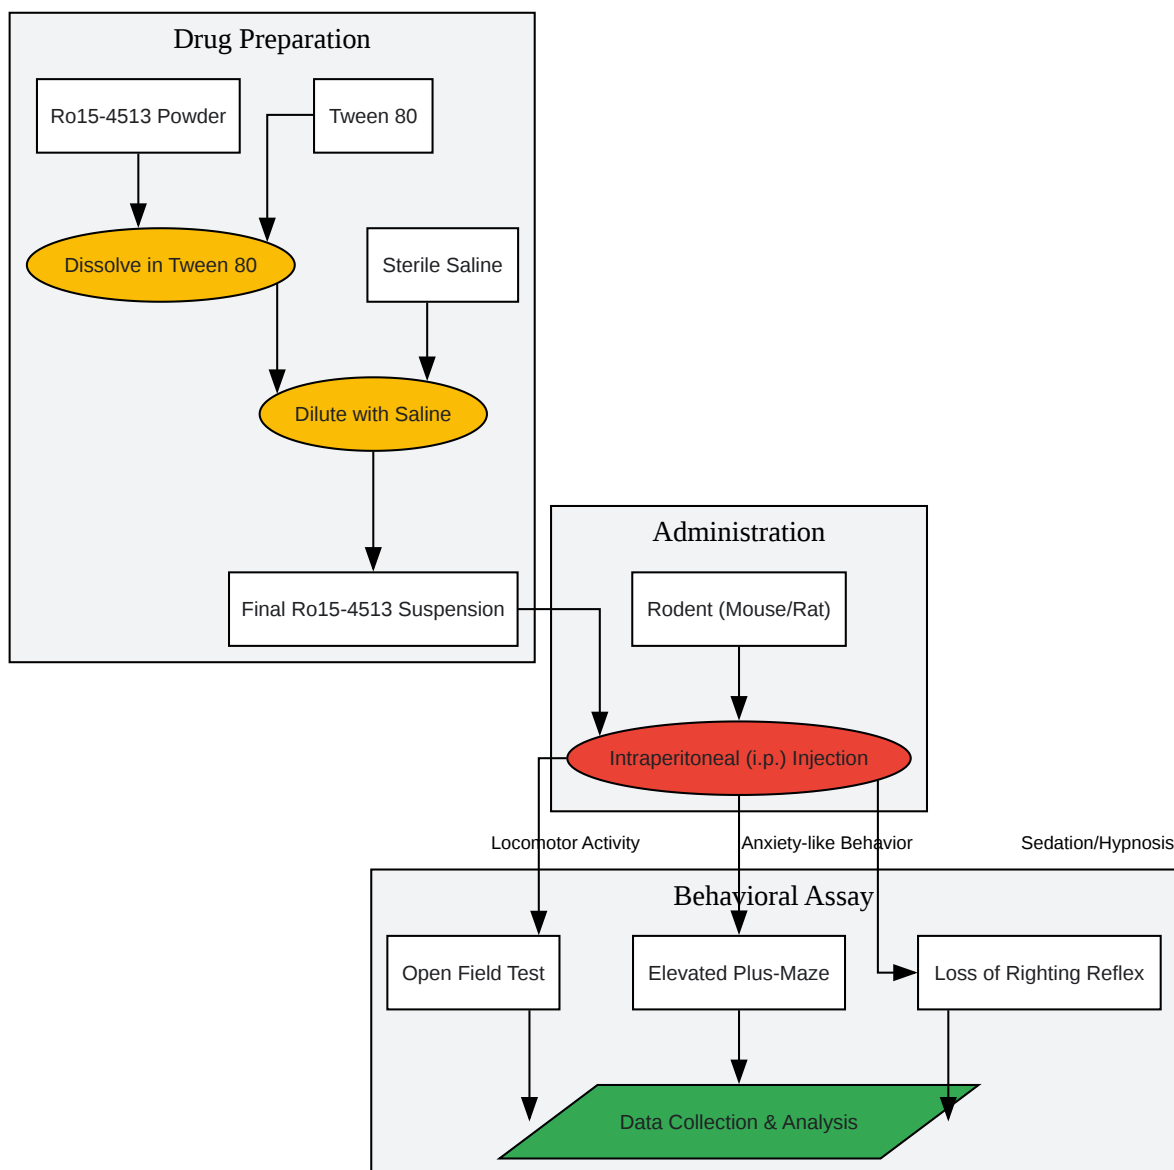 Drug Preparation
Ro15-4513 Powder
Tween 80
Dissolve in Tween 80
Sterile Saline
Dilute with Saline
Final Ro15-4513 Suspension
Administration
Rodent (Mouse/Rat)
Intraperitoneal (i.p.) Injection
Locomotor Activity
Anxiety-like Behavior
Sedation/Hypnosis
Behavioral Assay
Open Field Test
Elevated Plus-Maze
Loss of Righting Reflex
Data Collection & Analysis